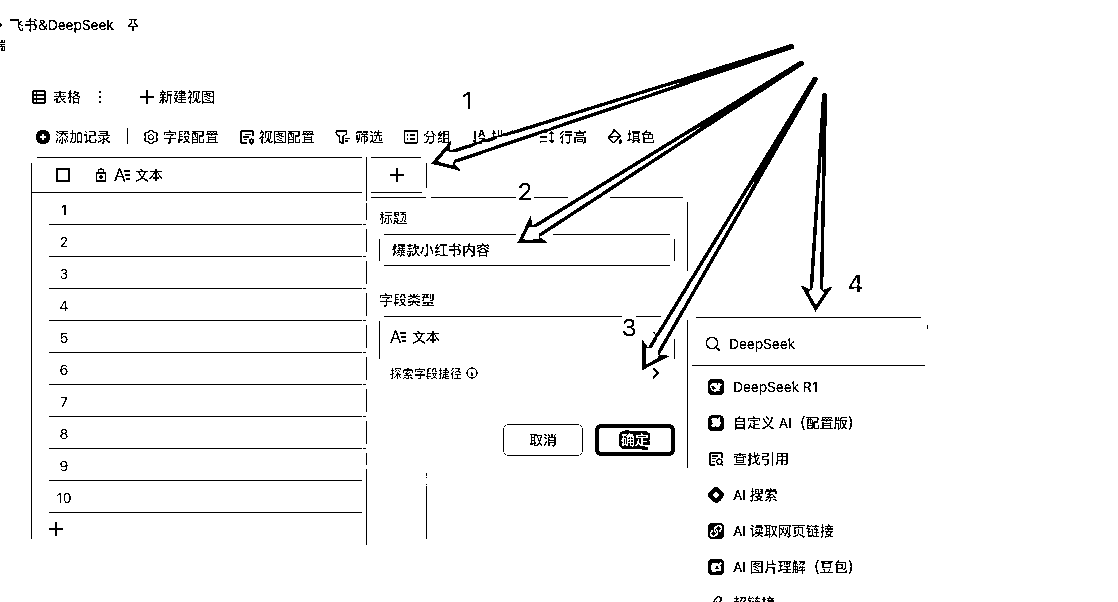 飞书&DeepSeek
表格
新建视图
1
添加记录 字段配置 视图配置 筛选 分组 行高 填色
文本
2
标题
爆款小红书内容
字段类型
文本
3
探索字段捷径
取消 确定
1
2
3
4
5
6
7
8
9
10
4
DeepSeek
DeepSeek R1
自定义 AI（配置版）
查找引用
AI 搜索
AI 读取网页链接
AI 图片理解（豆包）
超链接